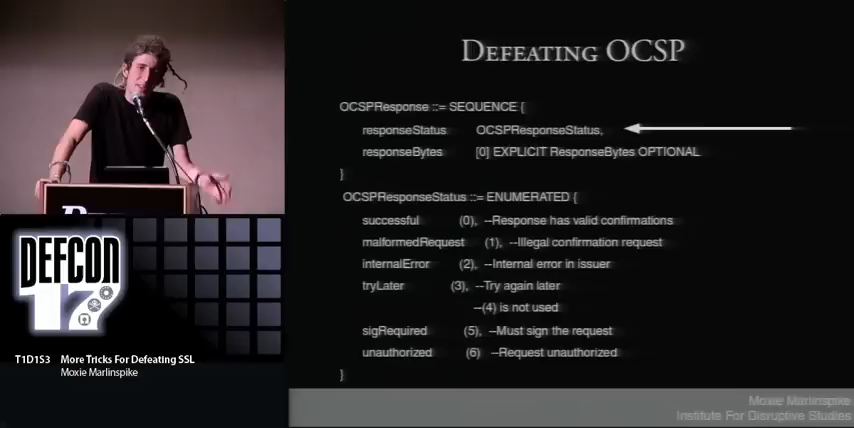 DEFEATING OCSP
OCSPResponse ::= SEQUENCE {
responseStatus OCSPResponseStatus,
responseBytes [0] EXPLICIT ResponseBytes OPTIONAL
}
OCSPResponseStatus ::= ENUMERATED {
successful (0), --Response has valid confirmations
malformedRequest (1), --Illegal confirmation request
internalError (2), --Internal error in issuer
tryLater (3), --Try again later
--(4) is not used
sigRequired (5), --Must sign the request
unauthorized (6) --Request unauthorized
}
Moxie Marlinspike
Institute For Disruptive Studies
DEFCON
17
T1D1S3 More Tricks For Defeating SSL
Moxie Marlinspike